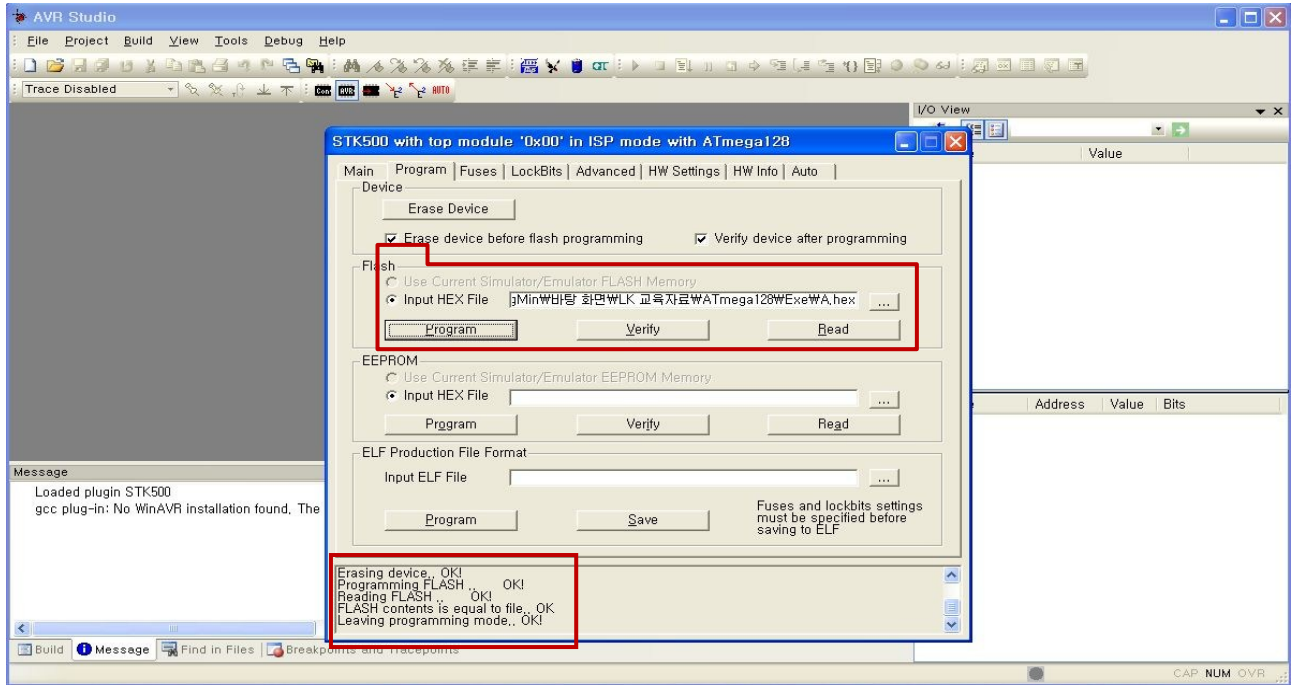 AVR Studio
File Project Build View Tools Debug Help
Trace Disabled
Con AVR AUTO
I/O View
Value
STK500 with top module '0x00' in ISP mode with ATmega128
Main Program Fuses LockBits Advanced HW Settings HW Info Auto
Device
Erase Device
Erase device before flash programming Verify device after programming
Flash
Use Current Simulator/Emulator FLASH Memory
Input HEX File gMin₩바탕 화면₩LK 교육자료₩ATmega128₩Exe₩A.hex ...
Program Verify Read
EEPROM
Use Current Simulator/Emulator EEPROM Memory
Input HEX File ...
Program Verify Read
Address Value Bits
ELF Production File Format
Input ELF File ...
Program Save
Fuses and lockbits settings
must be specified before
saving to ELF
Message
Loaded plugin STK500
gcc plug-in: No WinAVR installation found, The
Erasing device.. OK!
Programming FLASH .. OK!
Reading FLASH .. OK!
FLASH contents is equal to file.. OK
Leaving programming mode.. OK!
Build Message Find in Files Breakpoints and Tracepoints
CAP NUM OVR